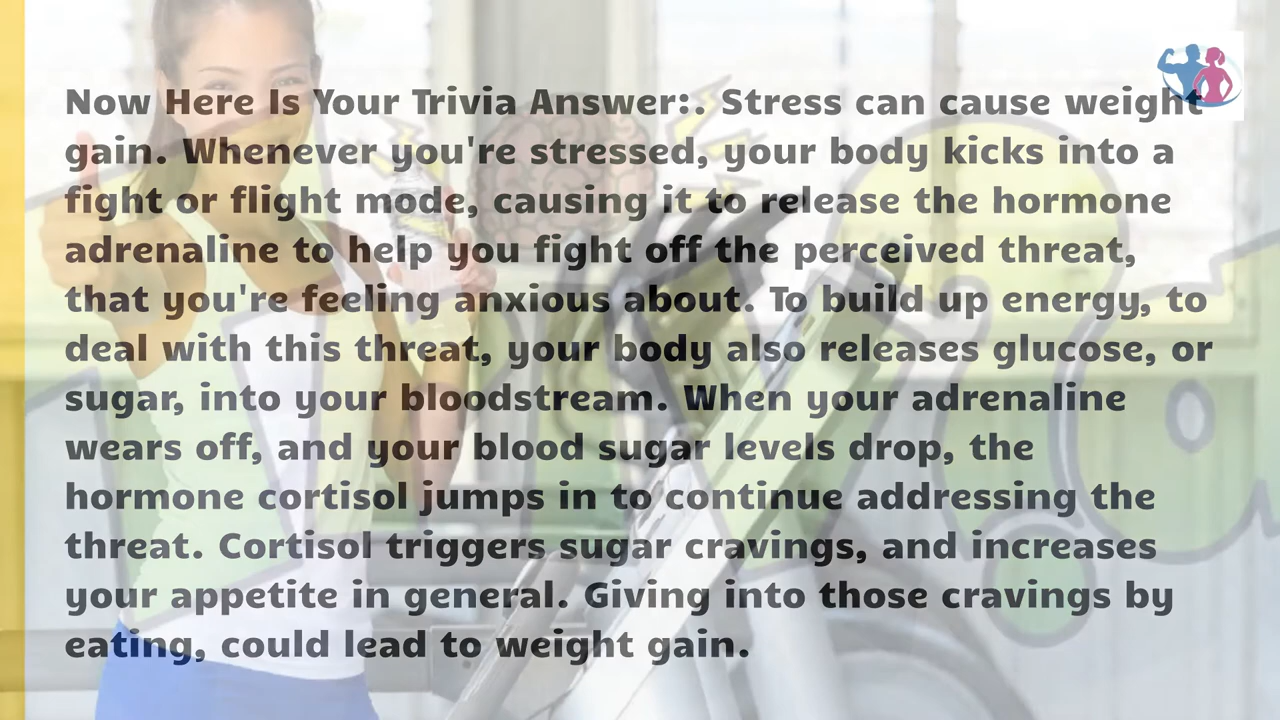 Now Here Is Your Trivia Answer:. Stress can cause weight
gain. Whenever you're stressed, your body kicks into a
fight or flight mode, causing it to release the hormone
adrenaline to help you fight off the perceived threat,
that you're feeling anxious about. To build up energy, to
deal with this threat, your body also releases glucose, or
sugar, into your bloodstream. When your adrenaline
wears off, and your blood sugar levels drop, the
hormone cortisol jumps in to continue addressing the
threat. Cortisol triggers sugar cravings, and increases
your appetite in general. Giving into those cravings by
eating, could lead to weight gain.